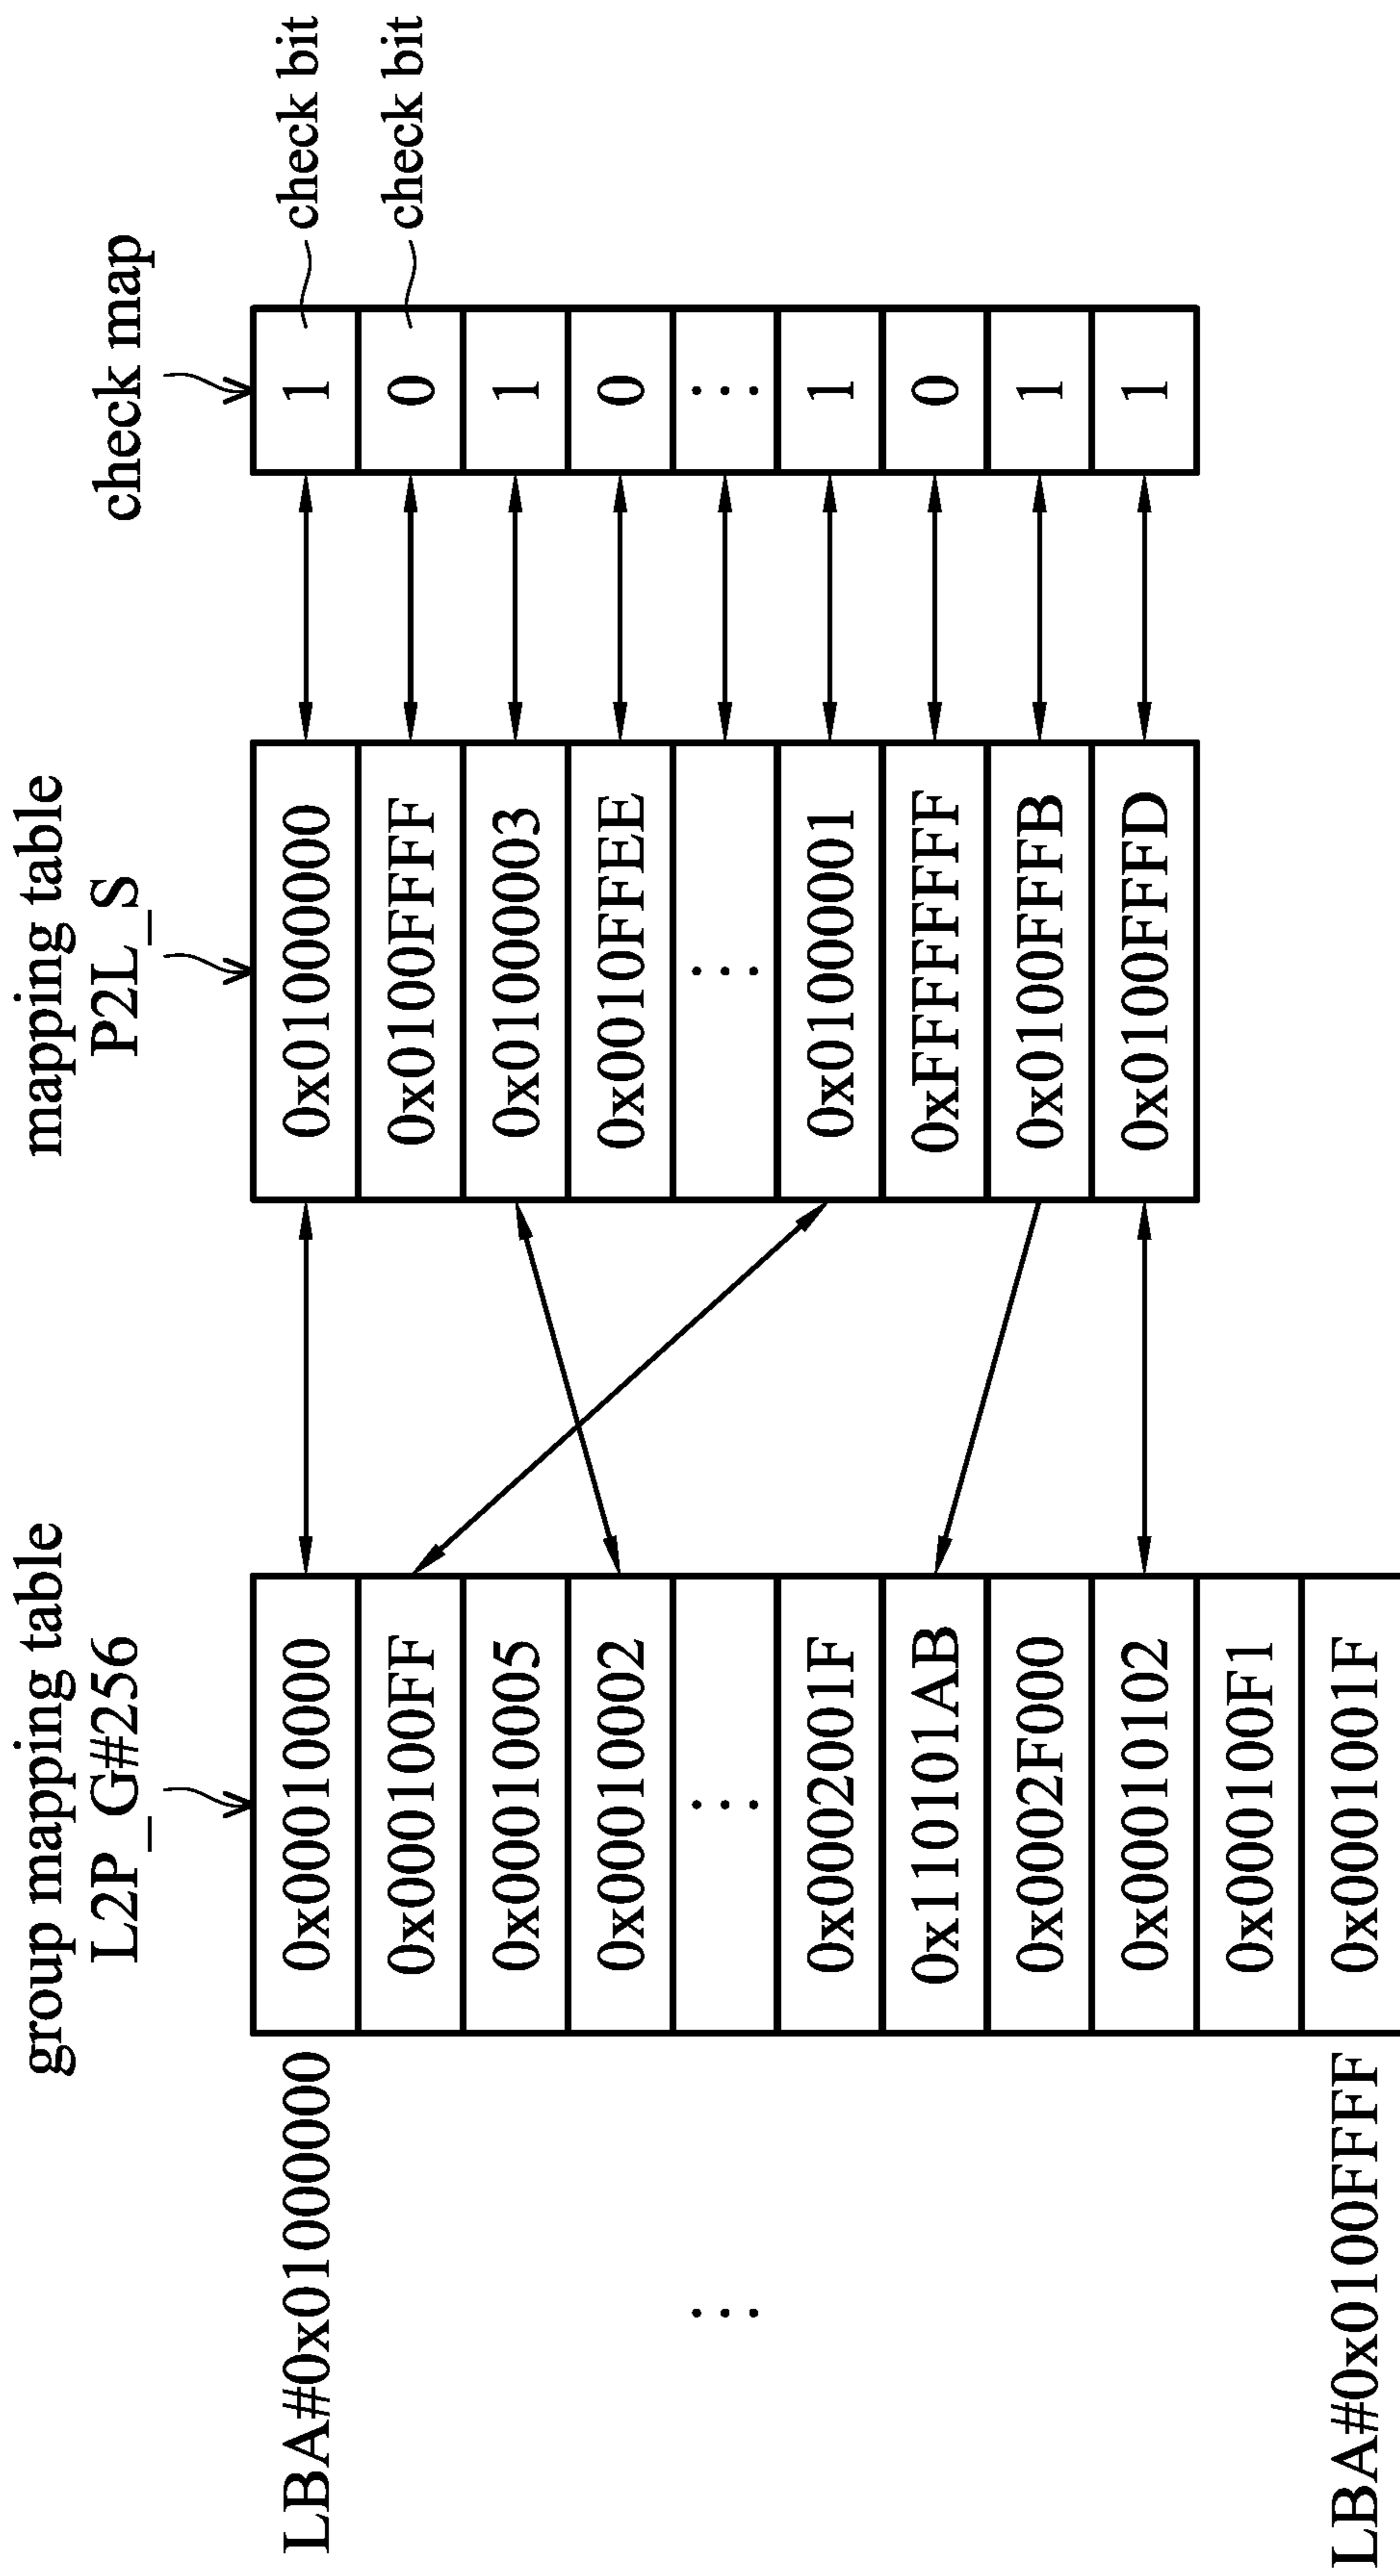 group mapping table
L2P_G#256
mapping table
P2L_S
check map
LBA#0x01000000
0x00010000
0x01000000
1
check bit
0x000100FF
0x0100FFFF
0
check bit
0x00010005
0x01000003
1
0x00010002
0x0010FFEE
0
⋯
⋯
⋯
⋯
0x0002001F
0x01000001
1
0x110101AB
0xFFFFFFFF
0
0x0002F000
0x0100FFFB
1
0x00010102
0x0100FFFD
1
0x000100F1
LBA#0x0100FFFF
0x0001001F